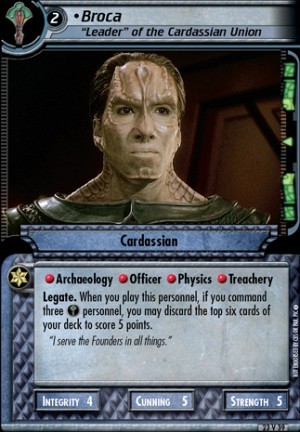 2 • Broca
"Leader" of the Cardassian Union
Cardassian
Archaeology Officer Physics Treachery
Legate. When you play this personnel, if you command
three personnel, you may discard the top six cards of
your deck to score 5 points.
"I serve the Founders in all things."
INTEGRITY 4 CUNNING 5 STRENGTH 5
23 V 39